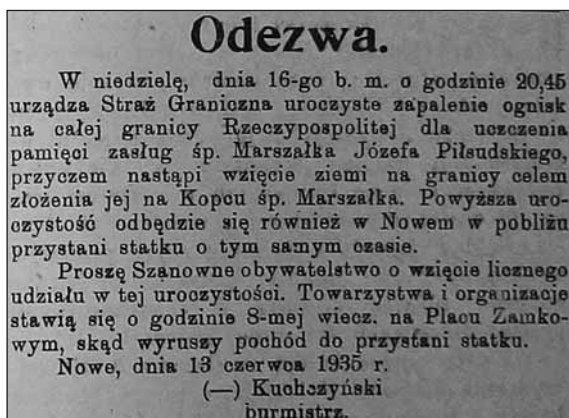 Odezwa.
W niedzielę, dnia 16-go b. m. o godzinie 20,45
urządza Straż Graniczna uroczyste zapalenie ognisk
na całej granicy Rzeczypospolitej dla uczczenia
pamięci zasług śp. Marszałka Józefa Piłsudskiego,
przyczem nastąpi wzięcie ziemi na granicy celem
złożenia jej na Kopcu śp. Marszałka. Powyższa uro-
czystość odbędzie się również w Nowem w pobliżu
przystani statku o tym samym czasie.
Proszę Szanowne obywatelstwo o wzięcie licznego
udziału w tej uroczystości. Towarzystwa i organizacje
stawią się o godzinie 8-mej wiecz. na Placu Zamko-
wym, skąd wyruszy pochód do przystani statku.
Nowe, dnia 13 czerwca 1935 r.
(—) Kuchczyński
burmistrz.